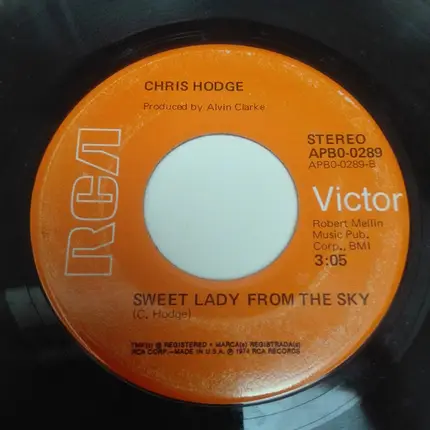 CHRIS HODGE
Produced by Alvin Clarke
RCA
STEREO
APBO-0289
APBO-0289-B
Victor
Robert Mellin
Music Pub.
Corp., BMI
3:05
SWEET LADY FROM THE SKY
(C. Hodge)
TMK(s) ® REGISTERED • MARCA(s) REGISTRADA(s)
RCA CORP.—MADE IN U.S.A. ℗ 1974 RCA RECORDS